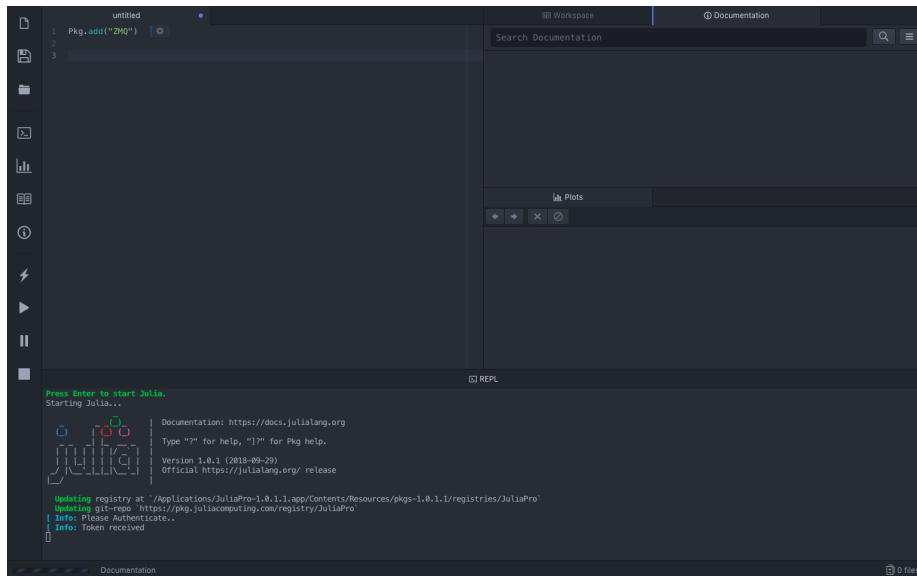 untitled
Workspace
Documentation
1 Pkg.add("ZMQ")
2
3
Search Documentation
Plots
REPL
Press Enter to start Julia.
Starting Julia...
Documentation: https://docs.julialang.org
Type "?" for help, "]?" for Pkg help.
Version 1.0.1 (2018-09-29)
Official https://julialang.org/ release
Updating registry at `/Applications/JuliaPro-1.0.1.1.app/Contents/Resources/pkgs-1.0.1.1/registries/JuliaPro`
Updating git-repo `https://pkg.juliacomputing.com/registry/JuliaPro`
[ Info: Please Authenticate..
[ Info: Token received
Documentation
0 files